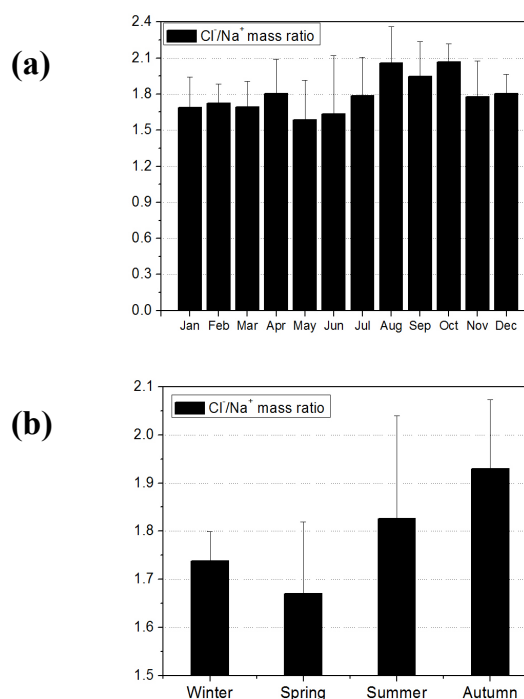 (a)
Cl⁻/Na⁺ mass ratio
2.4
2.1
1.8
1.5
1.2
0.9
0.6
0.3
0.0
Jan Feb Mar Apr May Jun Jul Aug Sep Oct Nov Dec
(b)
Cl⁻/Na⁺ mass ratio
2.1
2.0
1.9
1.8
1.7
1.6
1.5
Winter Spring Summer Autumn